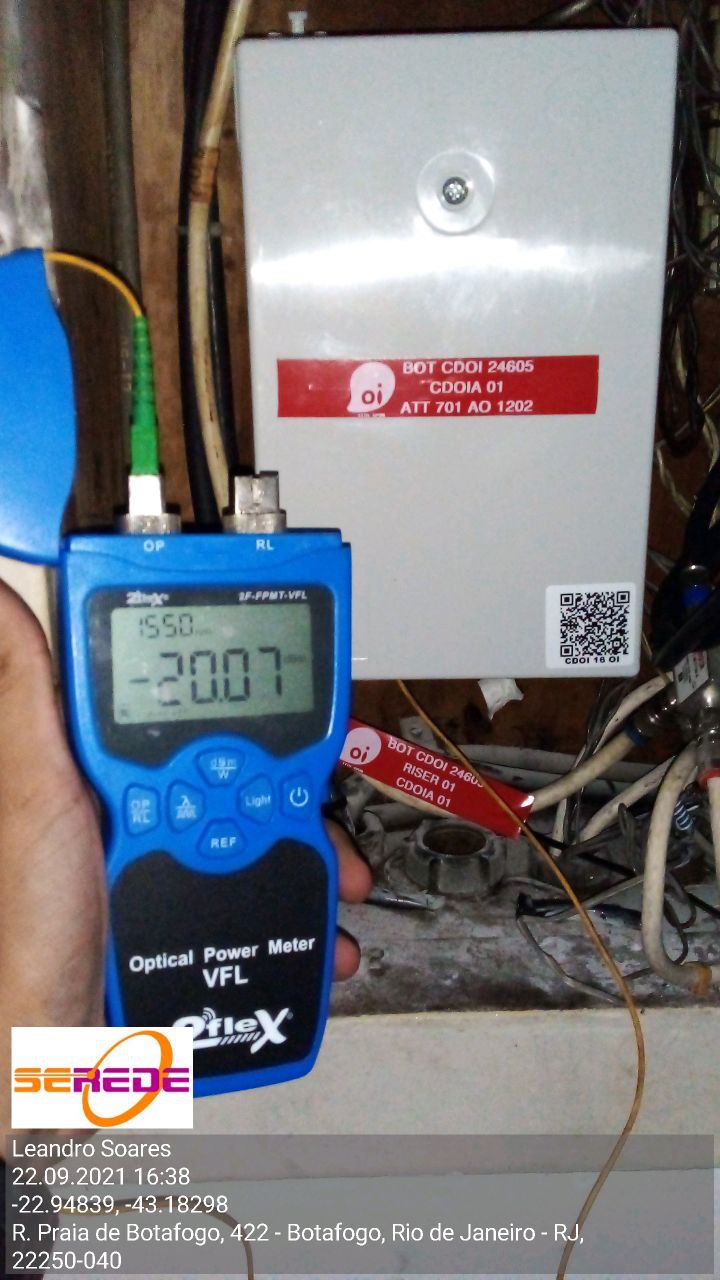 oi
BOT CDOI 24605
CDOIA 01
ATT 701 AO 1202
CDOI 16 OI
oi
BOT CDOI 24605
RISER 01
CDOIA 01
OP RL
2flex 2F-FPMT-VFL
1550
-20.07
dBm
W
OP
RL
λ
Light
REF
Optical Power Meter
VFL
2fleX
SEREDE
Leandro Soares
22.09.2021 16:38
-22.94839, -43.18298
R. Praia de Botafogo, 422 - Botafogo, Rio de Janeiro - RJ,
22250-040